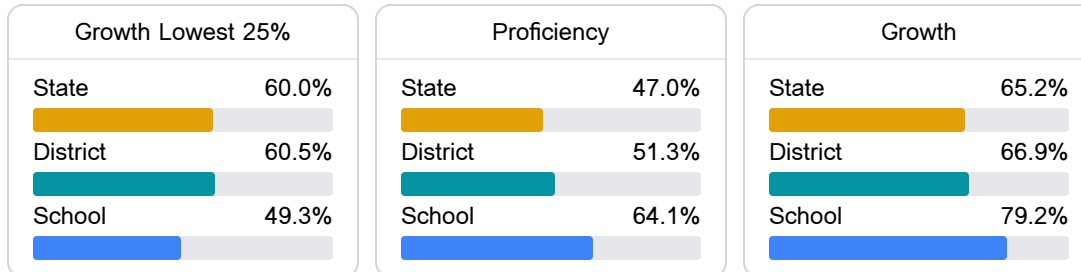 Growth Lowest 25%
State 60.0%
District 60.5%
School 49.3%
Proficiency
State 47.0%
District 51.3%
School 64.1%
Growth
State 65.2%
District 66.9%
School 79.2%